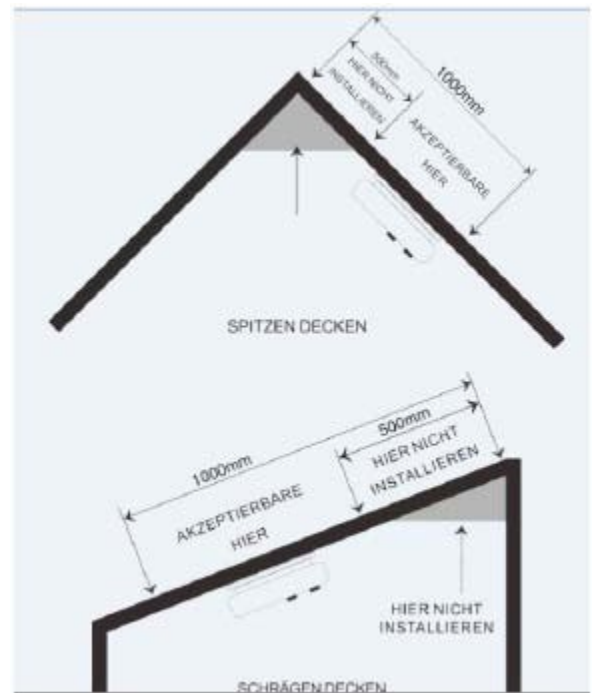 500mm
HIER NICHT
INSTALLIEREN
1000mm
AKZEPTIERBARE
HIER
SPITZEN DECKEN
1000mm
500mm
HIER NICHT
INSTALLIEREN
AKZEPTIERBARE
HIER
HIER NICHT
INSTALLIEREN
SCHRÄGEN DECKEN